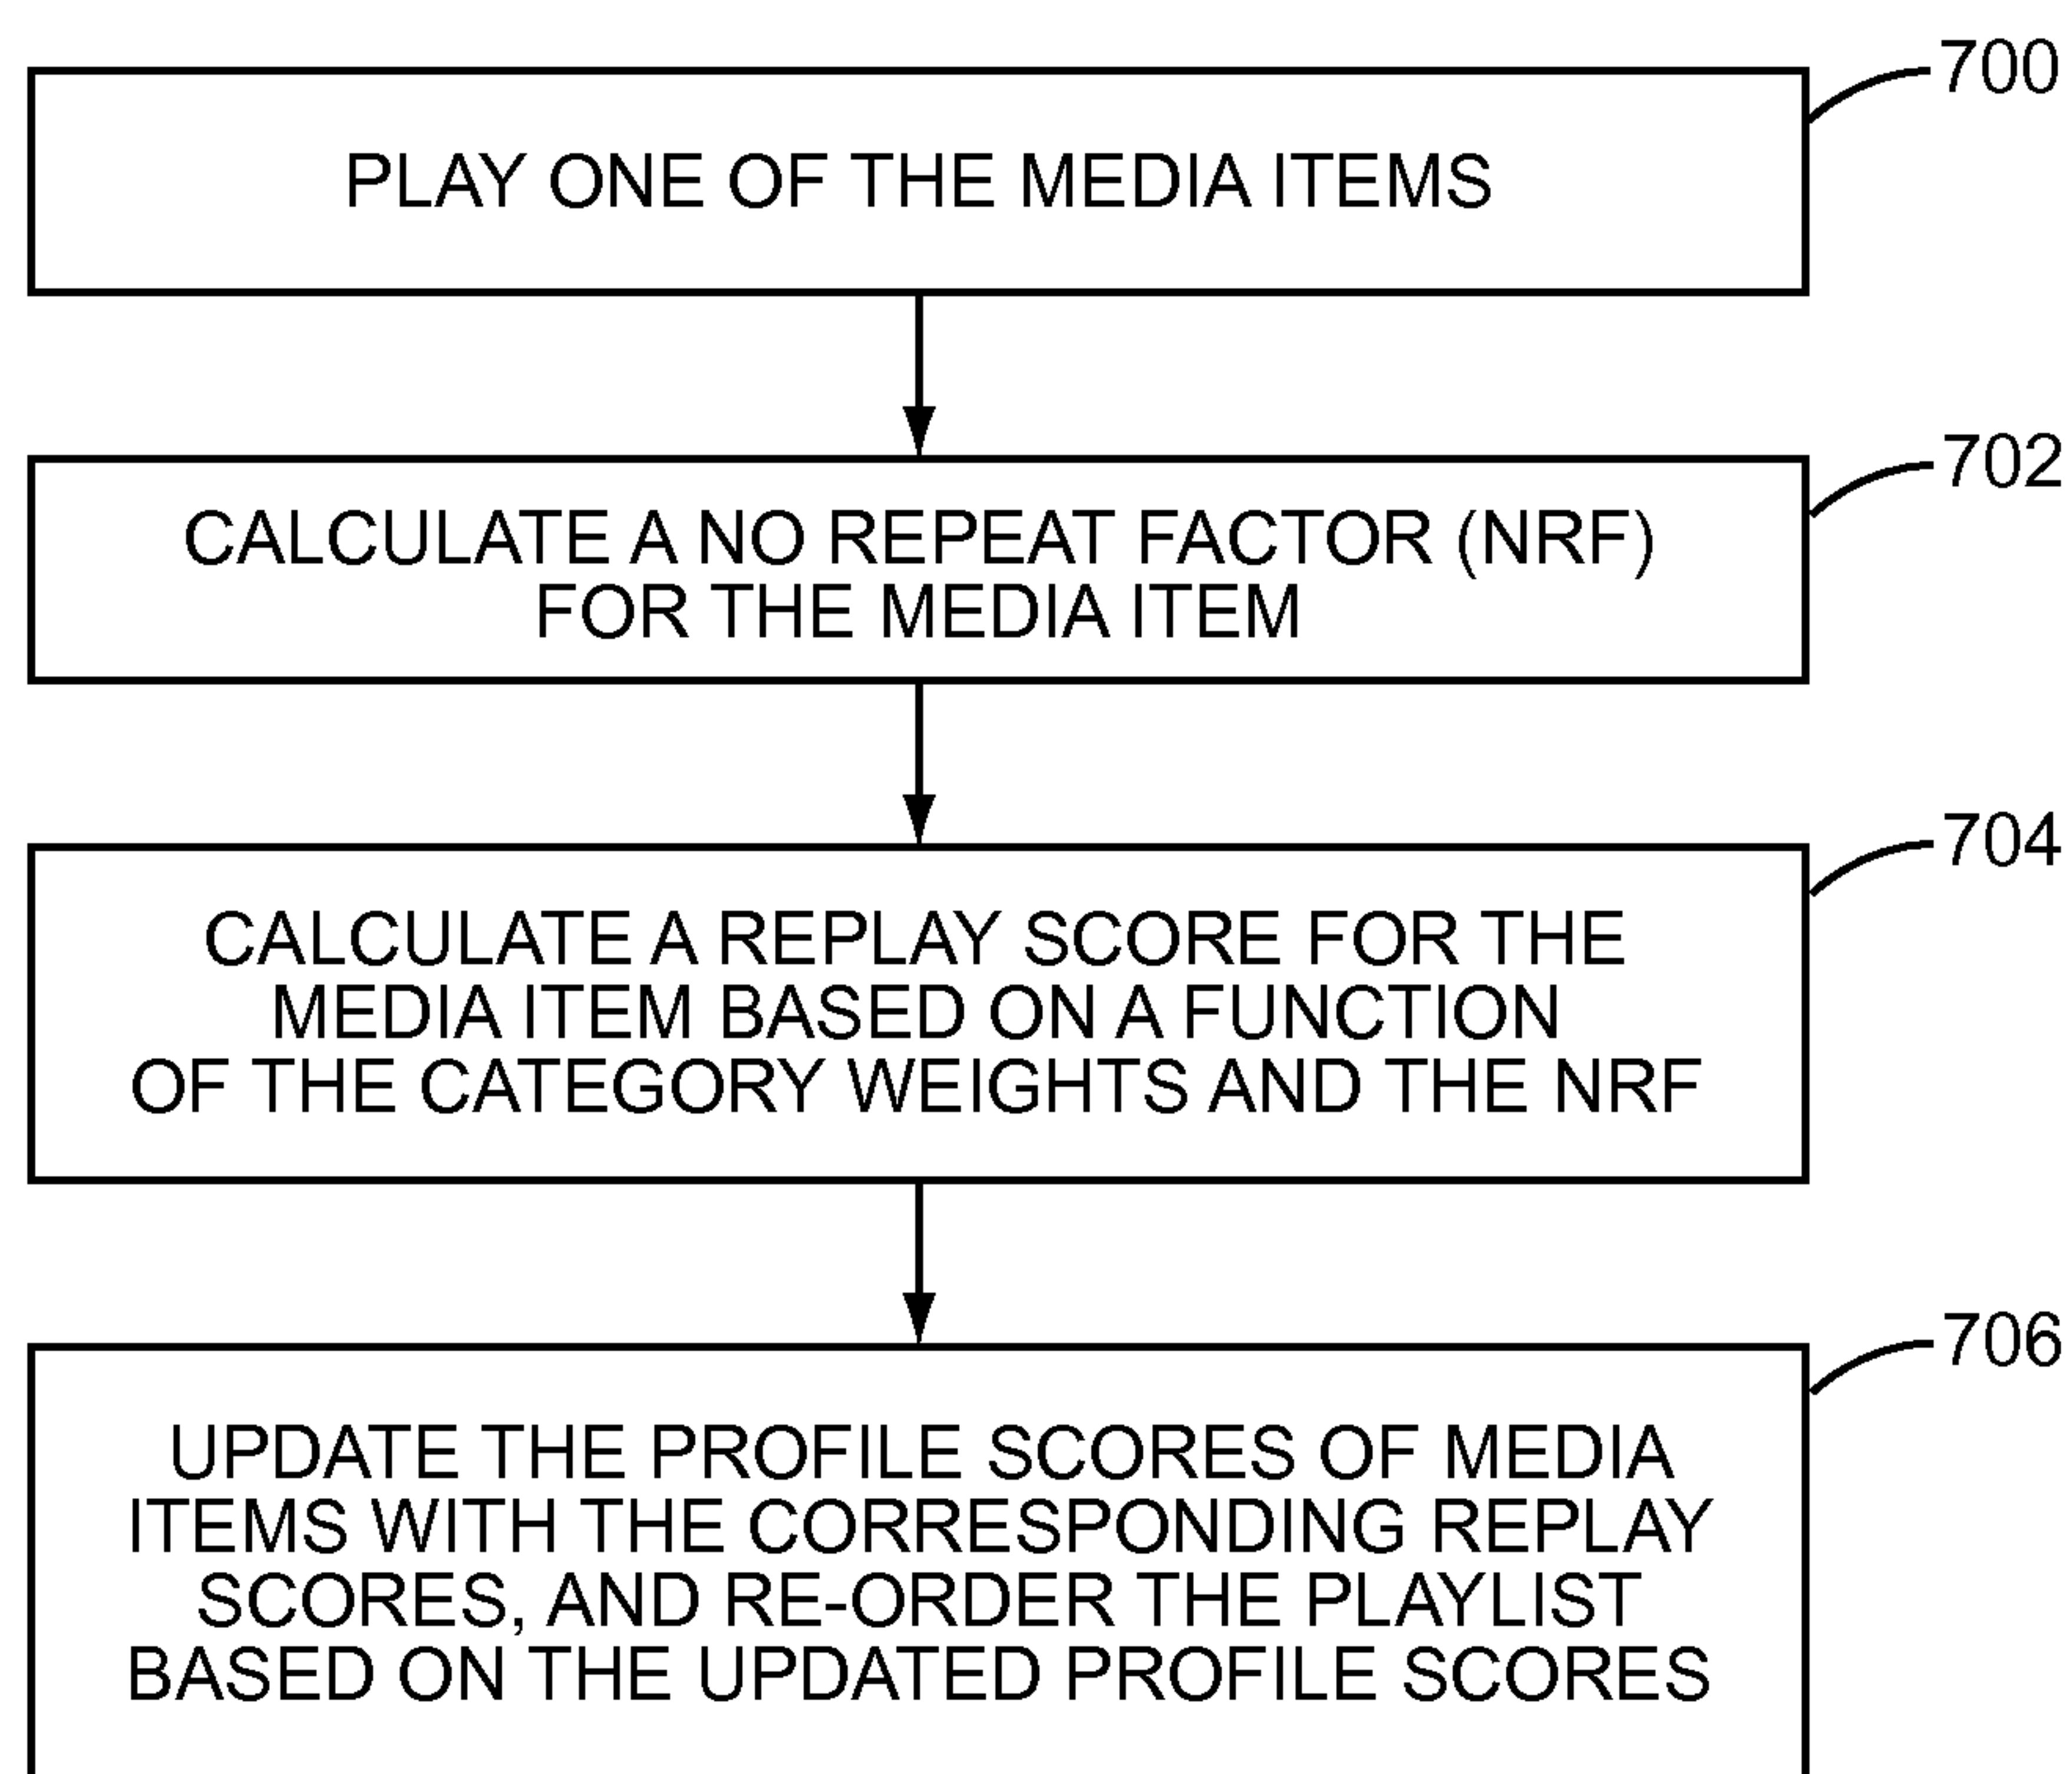 700
PLAY ONE OF THE MEDIA ITEMS
702
CALCULATE A NO REPEAT FACTOR (NRF)
FOR THE MEDIA ITEM
704
CALCULATE A REPLAY SCORE FOR THE
MEDIA ITEM BASED ON A FUNCTION
OF THE CATEGORY WEIGHTS AND THE NRF
706
UPDATE THE PROFILE SCORES OF MEDIA
ITEMS WITH THE CORRESPONDING REPLAY
SCORES, AND RE-ORDER THE PLAYLIST
BASED ON THE UPDATED PROFILE SCORES